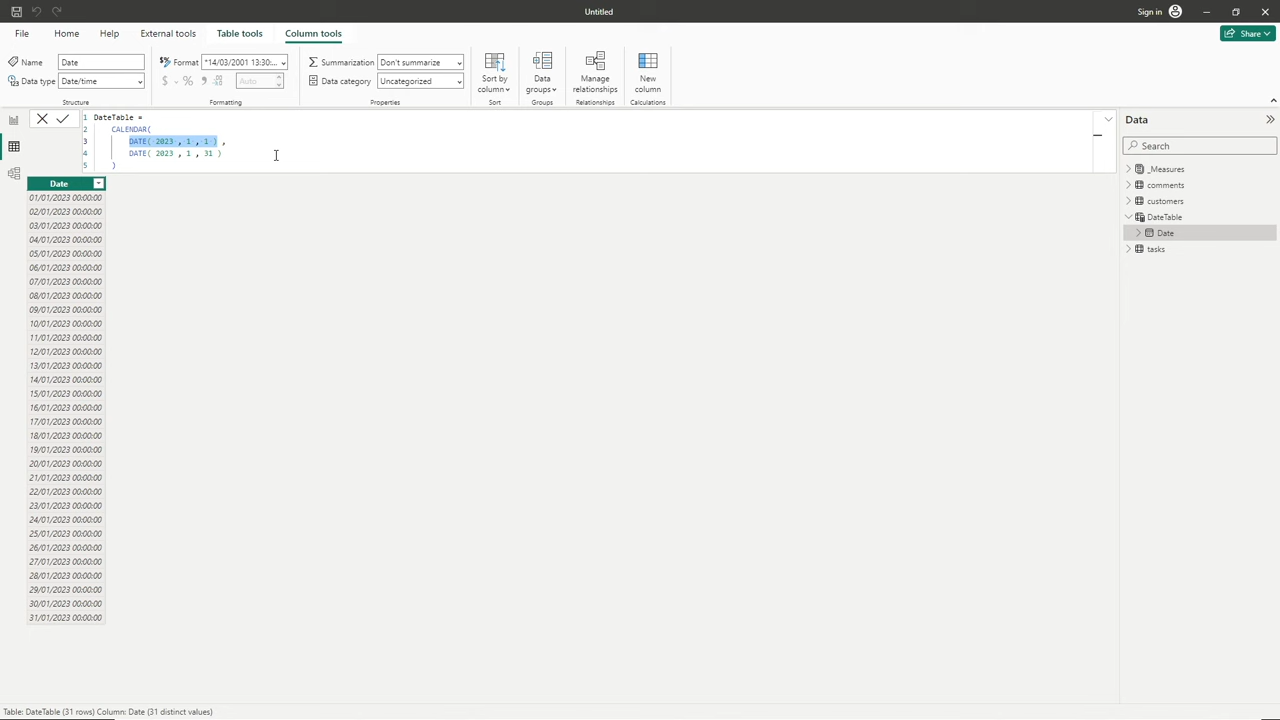 Untitled
Sign in
File
Home
Help
External tools
Table tools
Column tools
Share
Name
Date
Format
*14/03/2001 13:30:...
Summarization
Don't summarize
Data type
Date/time
$
%
Auto
Data category
Uncategorized
Sort by
column
Data
groups
Manage
relationships
New
column
Structure
Formatting
Properties
Sort
Groups
Relationships
Calculations
1 DateTable =
2 CALENDAR(
3 DATE( 2023 , 1 , 1 ) ,
4 DATE( 2023 , 1 , 31 )
5 )
Date
01/01/2023 00:00:00
02/01/2023 00:00:00
03/01/2023 00:00:00
04/01/2023 00:00:00
05/01/2023 00:00:00
06/01/2023 00:00:00
07/01/2023 00:00:00
08/01/2023 00:00:00
09/01/2023 00:00:00
10/01/2023 00:00:00
11/01/2023 00:00:00
12/01/2023 00:00:00
13/01/2023 00:00:00
14/01/2023 00:00:00
15/01/2023 00:00:00
16/01/2023 00:00:00
17/01/2023 00:00:00
18/01/2023 00:00:00
19/01/2023 00:00:00
20/01/2023 00:00:00
21/01/2023 00:00:00
22/01/2023 00:00:00
23/01/2023 00:00:00
24/01/2023 00:00:00
25/01/2023 00:00:00
26/01/2023 00:00:00
27/01/2023 00:00:00
28/01/2023 00:00:00
29/01/2023 00:00:00
30/01/2023 00:00:00
31/01/2023 00:00:00
Data
Search
_Measures
comments
customers
DateTable
Date
tasks
Table: DateTable (31 rows) Column: Date (31 distinct values)